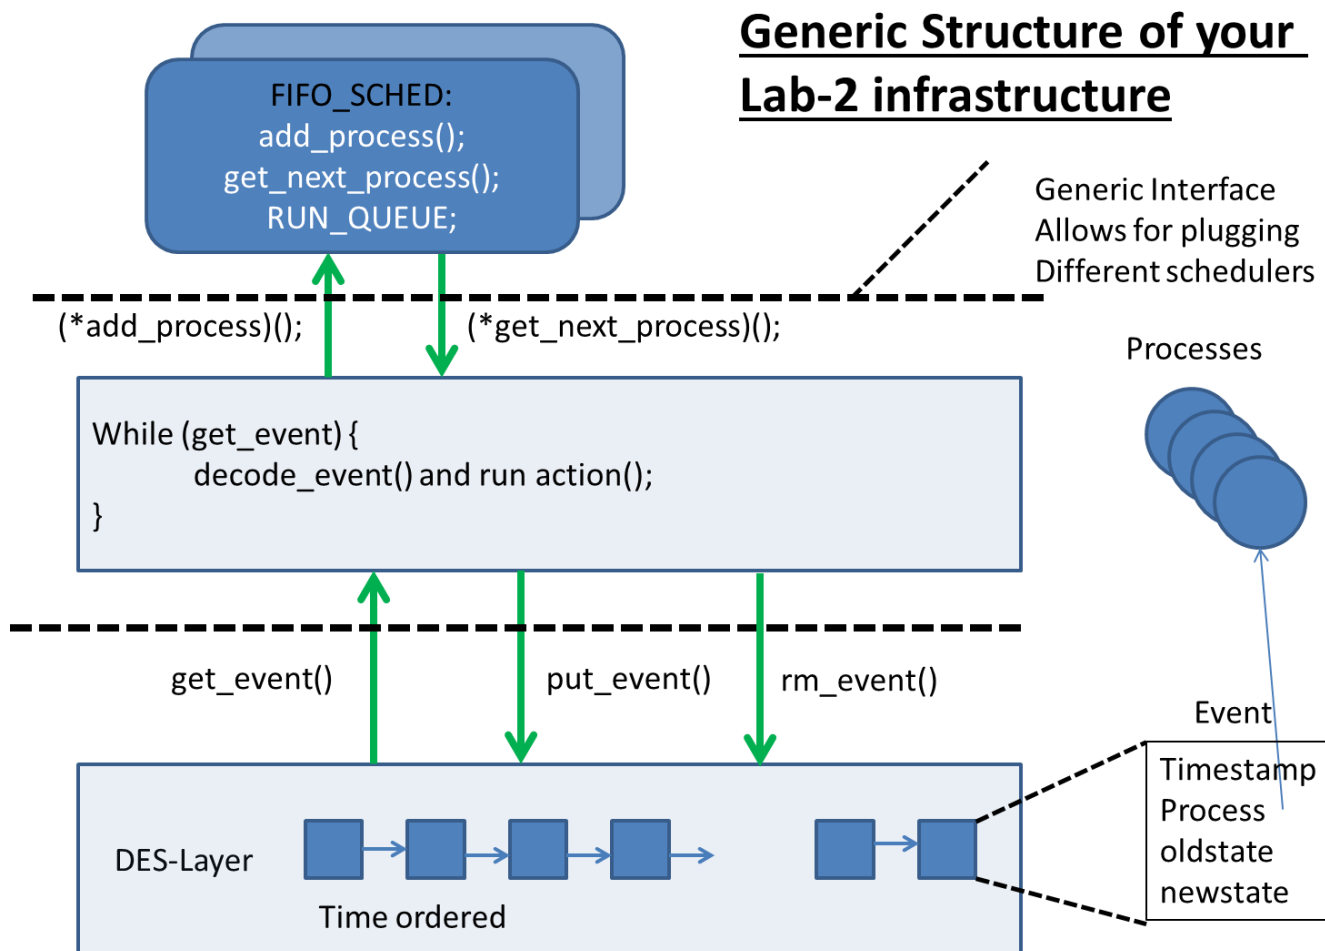 Generic Structure of your
Lab-2 infrastructure
FIFO_SCHED:
add_process();
get_next_process();
RUN_QUEUE;
Generic Interface
Allows for plugging
Different schedulers
(*add_process)();
(*get_next_process)();
Processes
While (get_event) {
decode_event() and run action();
}
get_event()
put_event()
rm_event()
Event
Timestamp
Process
oldstate
newstate
DES-Layer
Time ordered